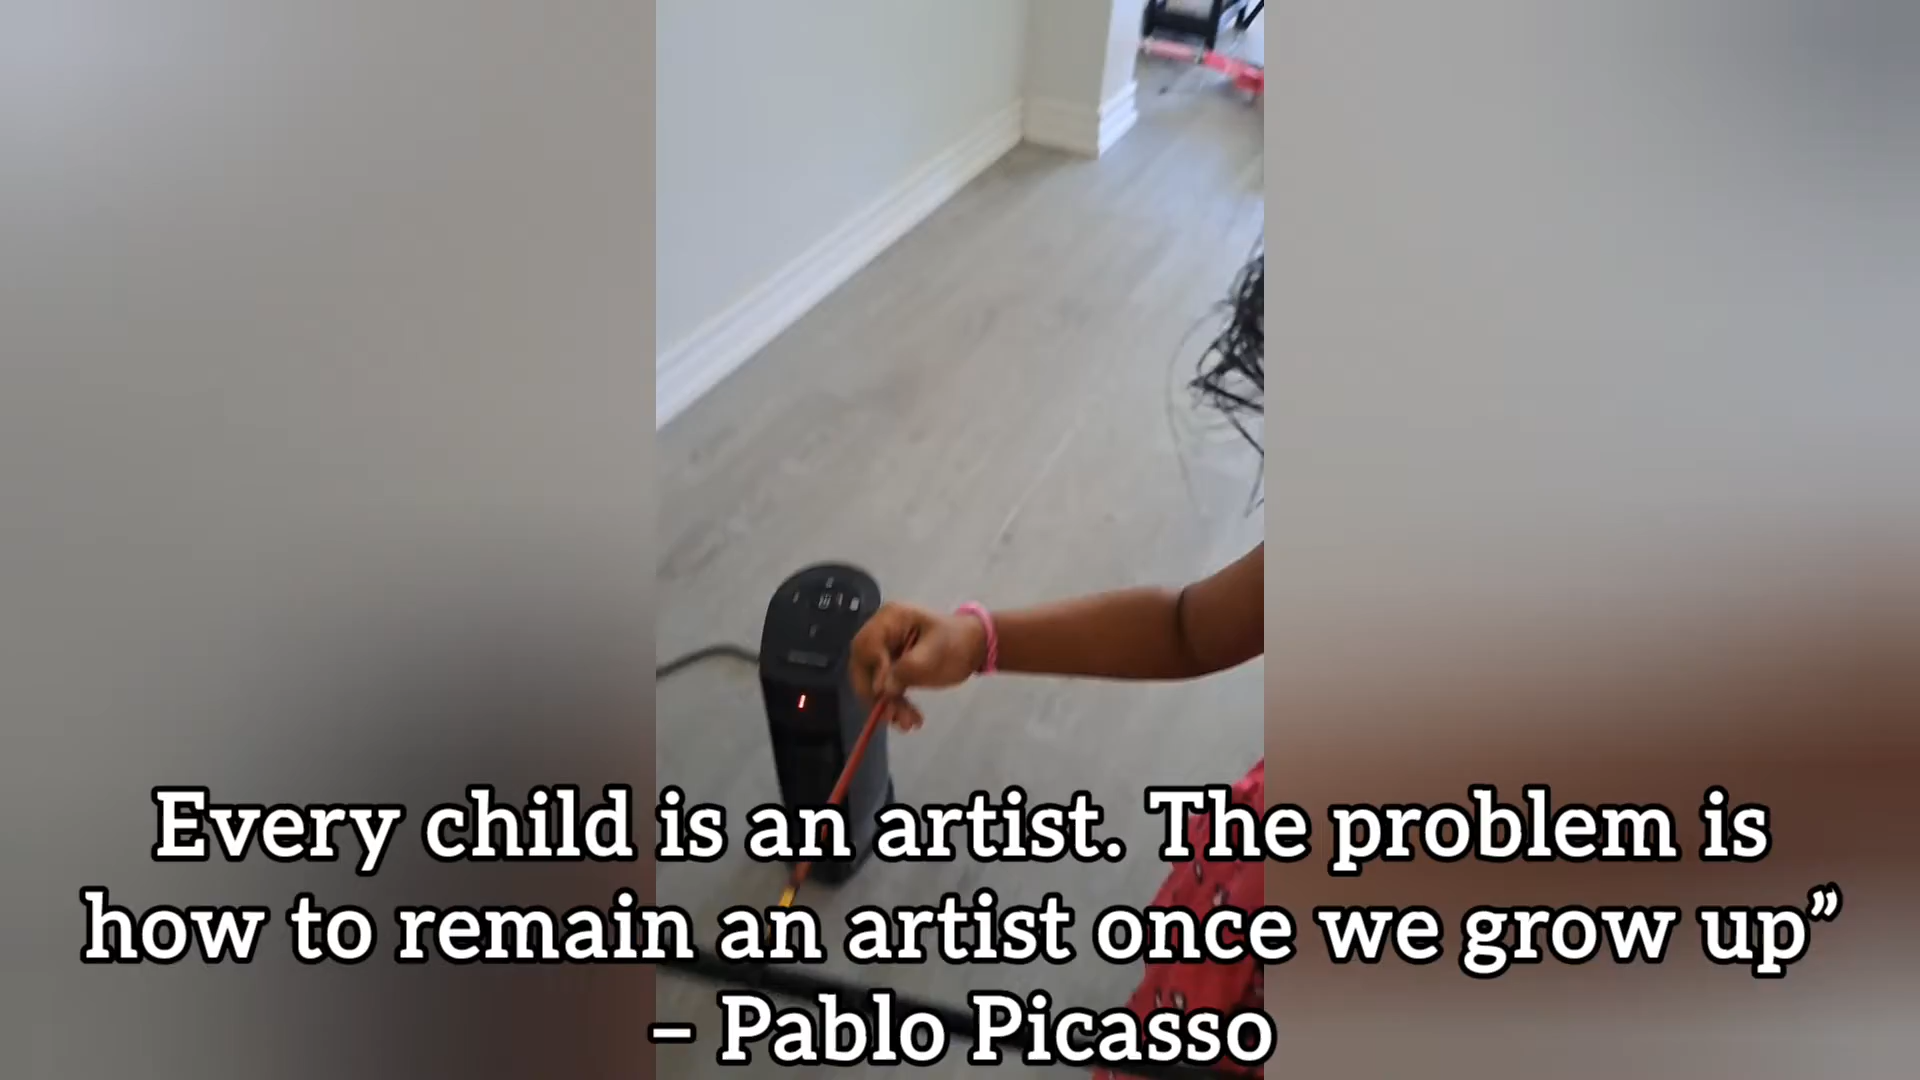 Every child is an artist. The problem is
how to remain an artist once we grow up”
– Pablo Picasso